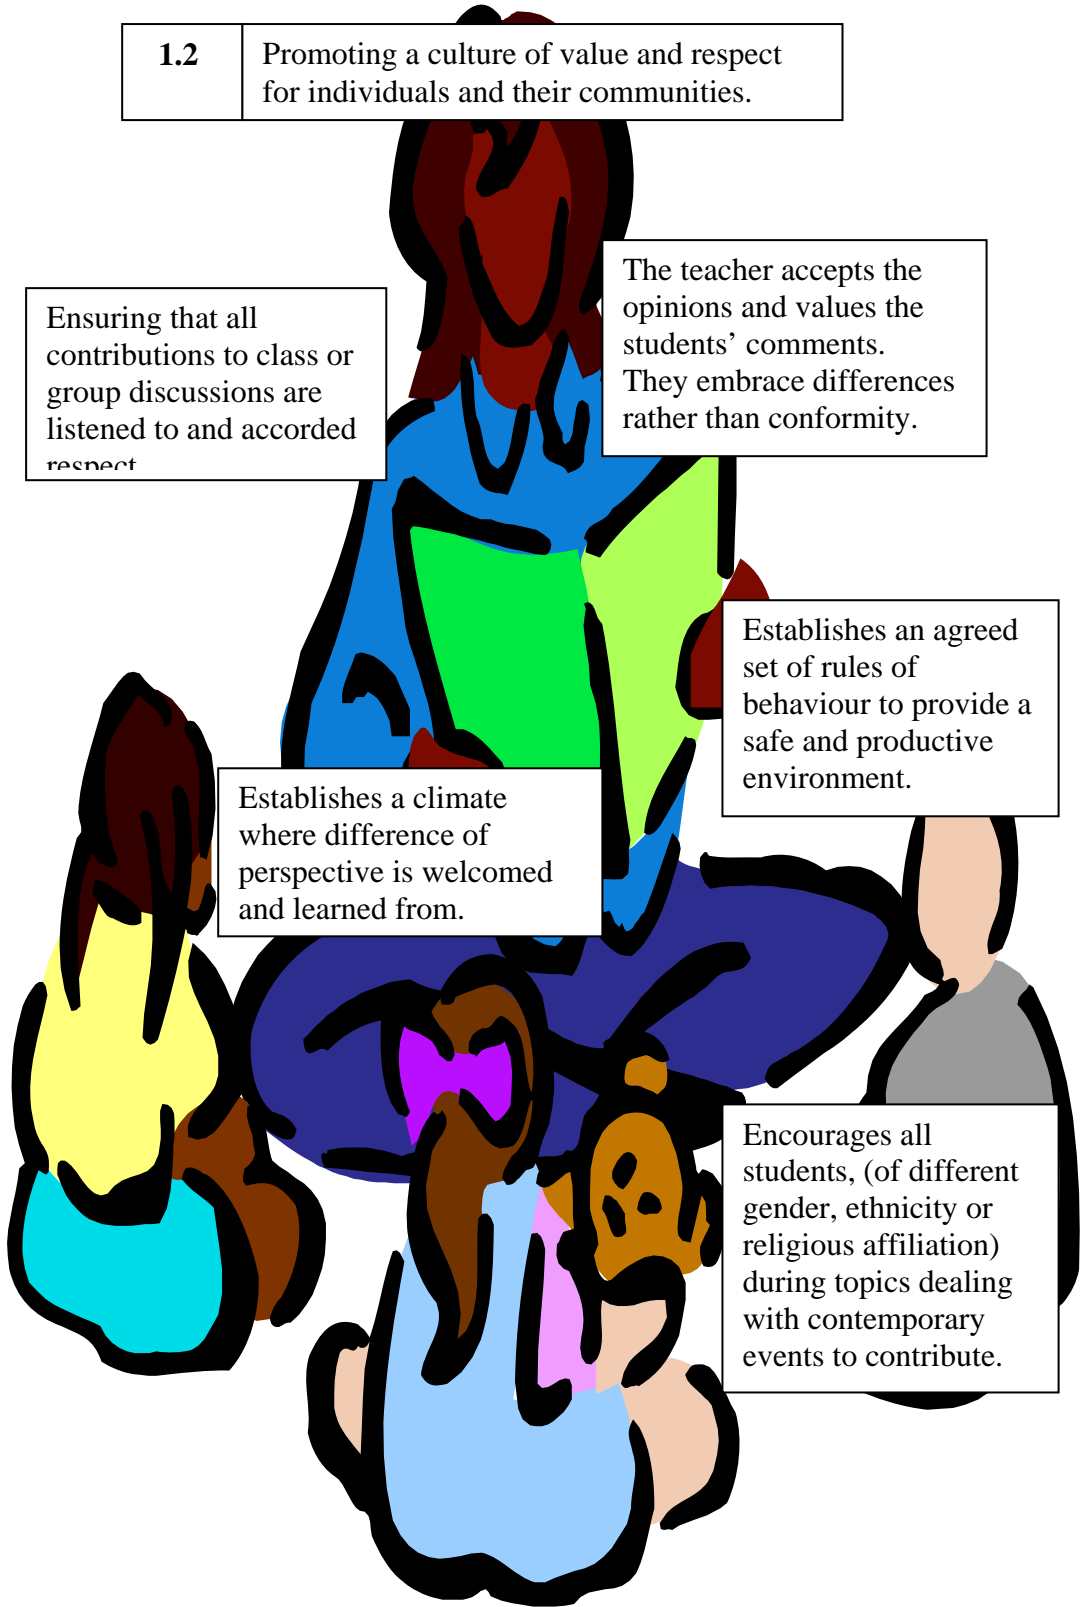 1.2 Promoting a culture of value and respect
for individuals and their communities.
Ensuring that all
contributions to class or
group discussions are
listened to and accorded
respect
The teacher accepts the
opinions and values the
students’ comments.
They embrace differences
rather than conformity.
Establishes an agreed
set of rules of
behaviour to provide a
safe and productive
environment.
Establishes a climate
where difference of
perspective is welcomed
and learned from.
Encourages all
students, (of different
gender, ethnicity or
religious affiliation)
during topics dealing
with contemporary
events to contribute.